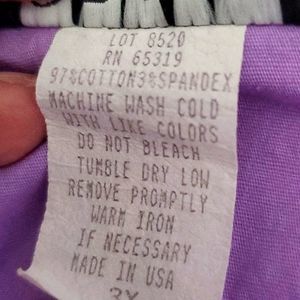 LOT 8520
RN 65319
97%COTTON3%SPANDEX
MACHINE WASH COLD
WITH LIKE COLORS
DO NOT BLEACH
TUMBLE DRY LOW
REMOVE PROMPTLY
WARM IRON
IF NECESSARY
MADE IN USA
3X